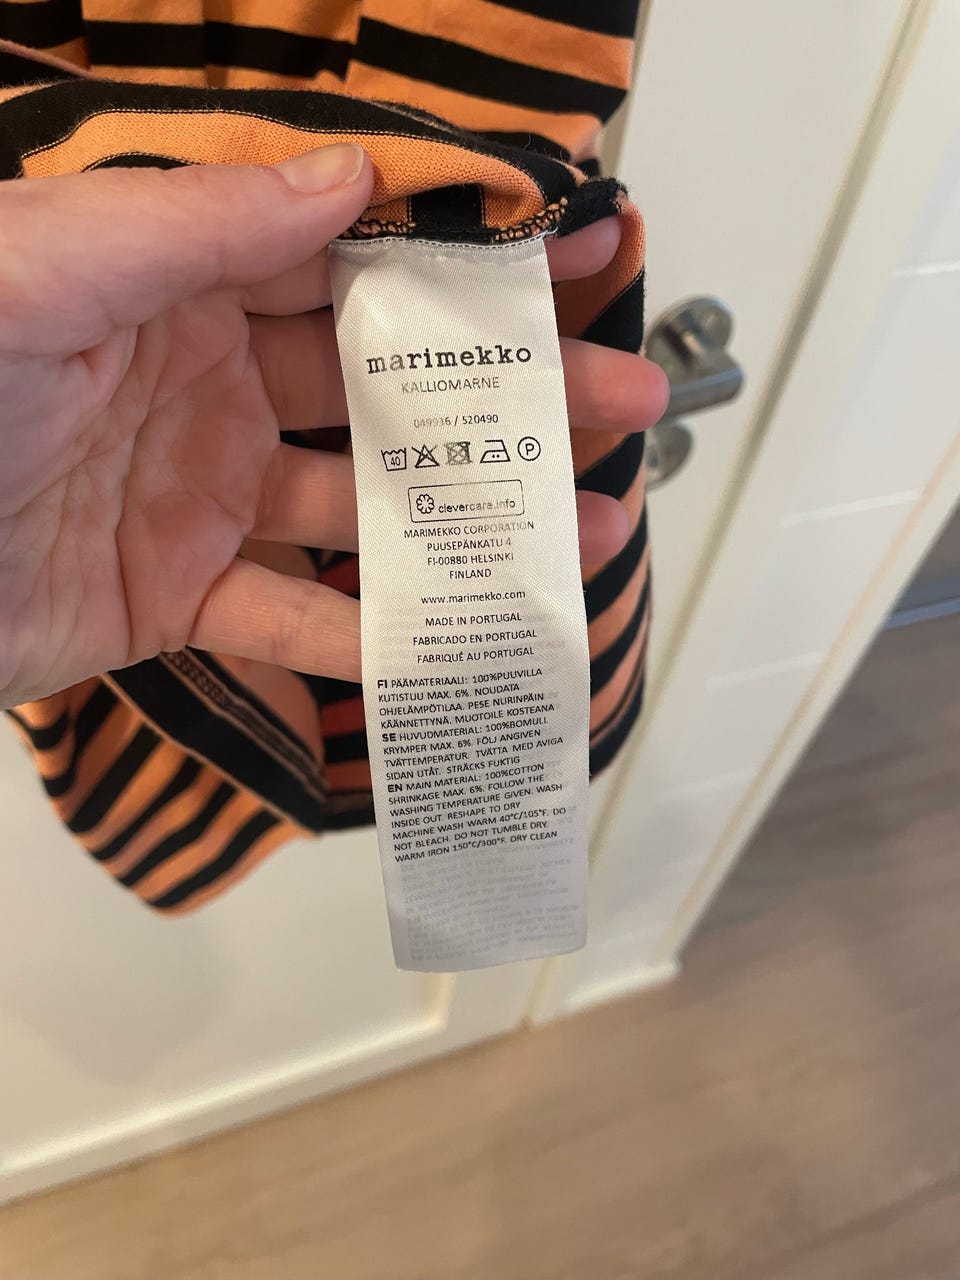 marimekko
KALLIOMARNE
049936 / 520490
40 P
clevercare.info
MARIMEKKO CORPORATION
PUUSEPÄNKATU 4
FI-00880 HELSINKI
FINLAND
www.marimekko.com
MADE IN PORTUGAL
FABRICADO EN PORTUGAL
FABRIQUÉ AU PORTUGAL
FI PÄÄMATERIAALI: 100%PUUVILLA
KUTISTUU MAX. 6%. NOUDATA
OHJELÄMPÖTILAA. PESE NURINPÄIN
KÄÄNNETTYNÄ. MUOTOILE KOSTEANA
SE HUVUDMATERIAL: 100%BOMULL
KRYMPER MAX. 6%. FÖLJ ANGIVEN
TVÄTTEMPERATUR. TVÄTTA MED AVIGA
SIDAN UTÅT. STRÄCKS FUKTIG
EN MAIN MATERIAL: 100%COTTON
SHRINKAGE MAX. 6%. FOLLOW THE
WASHING TEMPERATURE GIVEN. WASH
INSIDE OUT. RESHAPE TO DRY
MACHINE WASH WARM 40°C/105°F. DO
NOT BLEACH. DO NOT TUMBLE DRY.
WARM IRON 150°C/300°F. DRY CLEAN